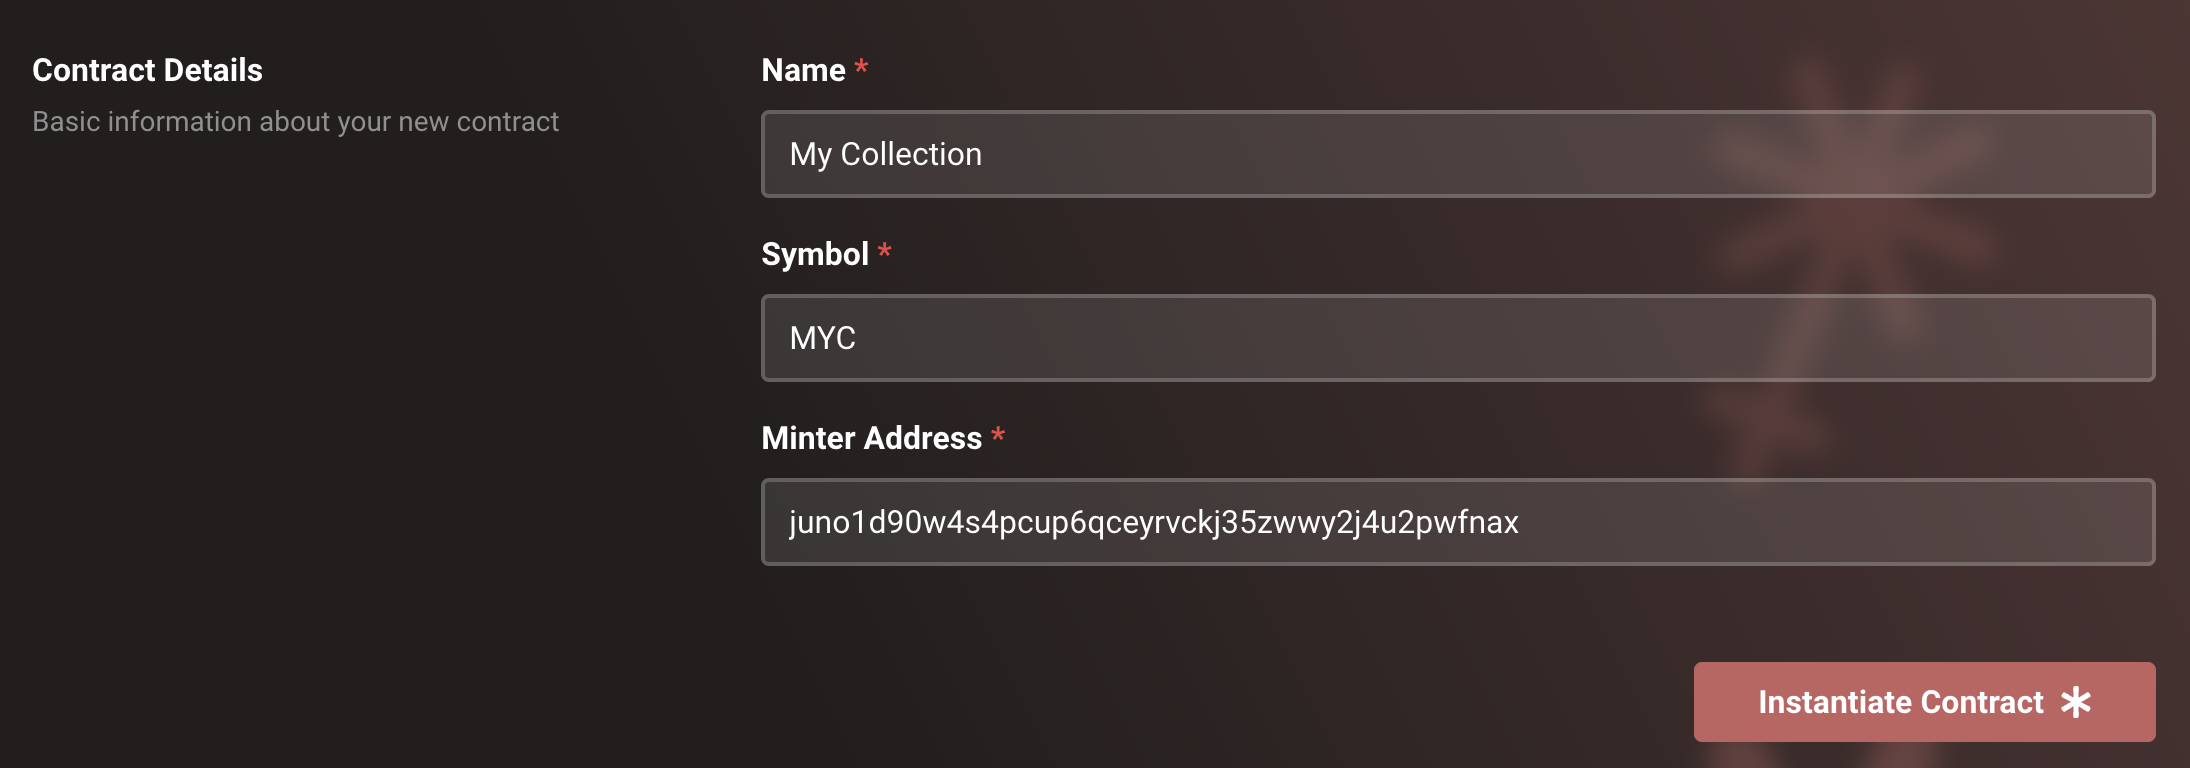 Contract Details
Basic information about your new contract
Name *
My Collection
Symbol *
MYC
Minter Address *
juno1d90w4s4pcup6qceyrvckj35zwwy2j4u2pwfnax
Instantiate Contract